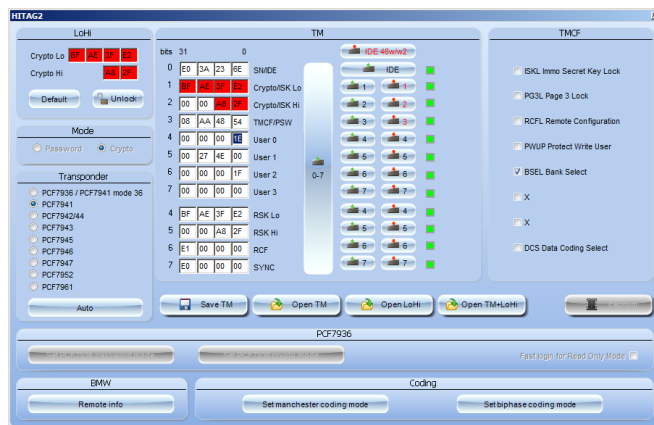 HITAG2
LoHi
Crypto Lo BF AE 3F E2
Crypto Hi A8 2F
Default Unlock
Mode
Password Crypto
Transponder
PCF7936 / PCF7941 mode 36
PCF7941
PCF7942/44
PCF7943
PCF7945
PCF7946
PCF7947
PCF7952
PCF7961
Auto
TM
bits 31 0
0 E0 3A 23 6E SN/IDE
1 BF AE 3F E2 Crypto/ISK Lo
2 00 00 A8 2F Crypto/ISK Hi
3 08 AA 48 54 TMCF/PSW
4 00 00 00 1E User 0
5 00 27 4E 00 User 1
6 00 00 00 1F User 2
7 00 00 00 00 User 3
4 BF AE 3F E2 RSK Lo
5 00 00 A8 2F RSK Hi
6 E1 00 00 00 RCF
7 E0 00 00 00 SYNC
0-7
IDE 46w/w2
IDE
1 1
2 2
3 3
4 4
5 5
6 6
7 7
4 4
5 5
6 6
7 7
TMCF
ISKL Immo Secret Key Lock
PG3L Page 3 Lock
RCFL Remote Configuration
PWUP Protect Write User
BSEL Bank Select
X
X
DCS Data Coding Select
Save TM Open TM Open LoHi Open TM+LoHi
PCF7936
Fast login for Read Only Mode
BMW
Remote info
Coding
Set manchester coding mode Set biphase coding mode